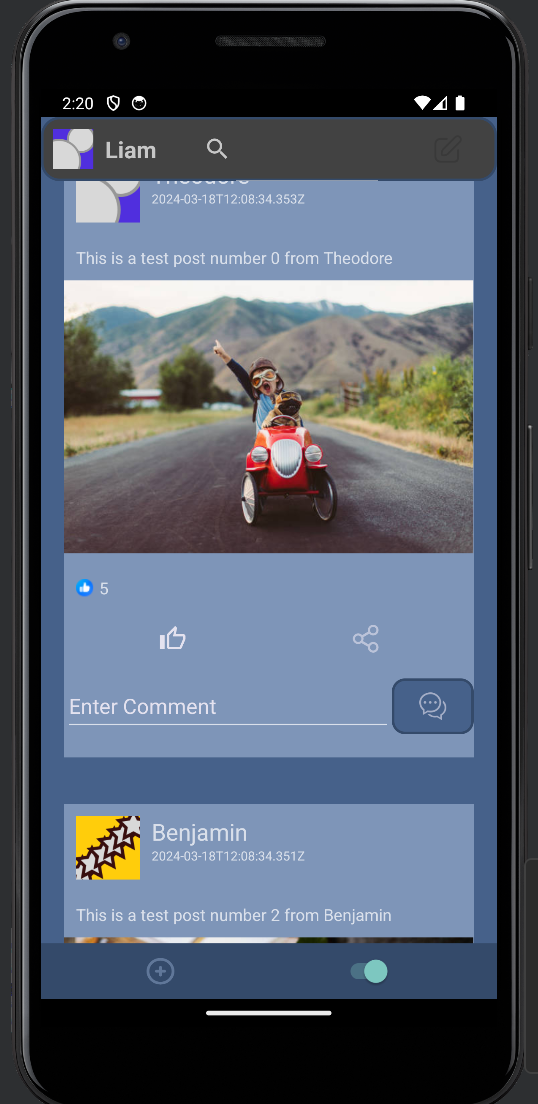 2:20
Liam
Theodore
2024-03-18T12:08:34.353Z
This is a test post number 0 from Theodore
5
Enter Comment
Benjamin
2024-03-18T12:08:34.351Z
This is a test post number 2 from Benjamin